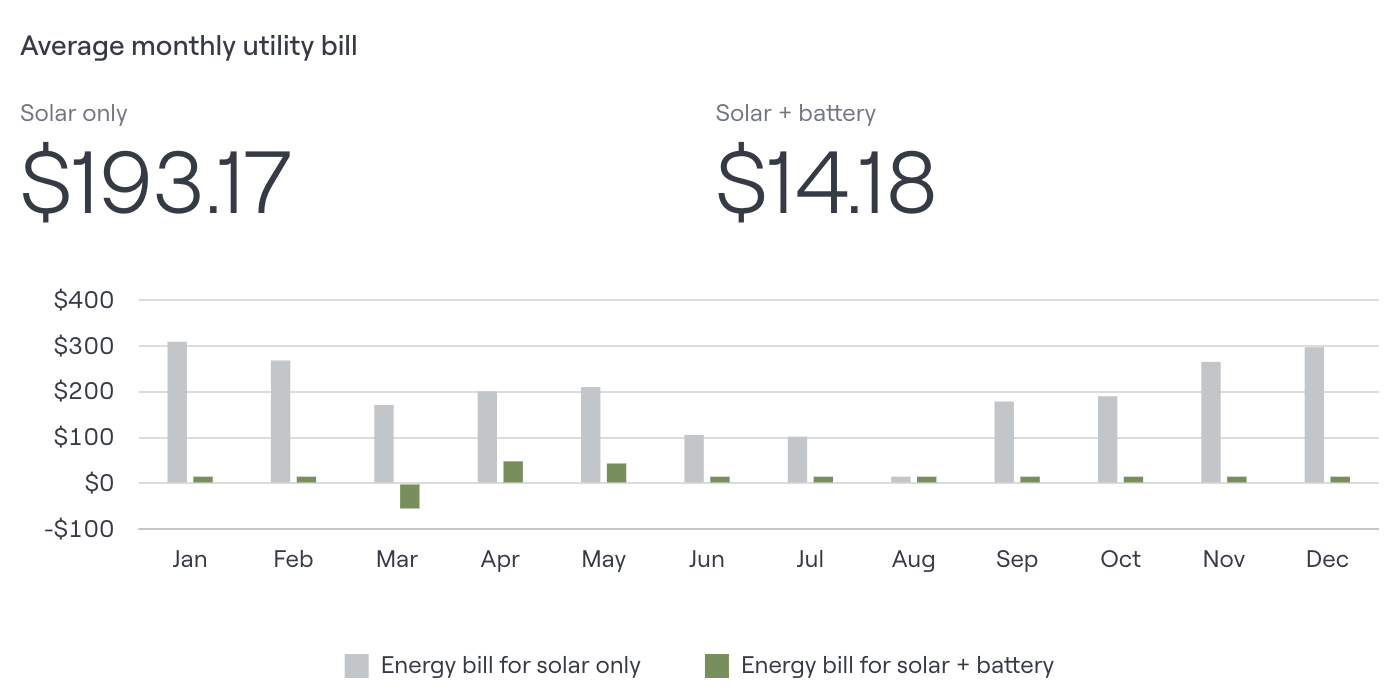 Average monthly utility bill
Solar only
$193.17
Solar + battery
$14.18
$400
$300
$200
$100
$0
-$100
Jan Feb Mar Apr May Jun Jul Aug Sep Oct Nov Dec
Energy bill for solar only Energy bill for solar + battery